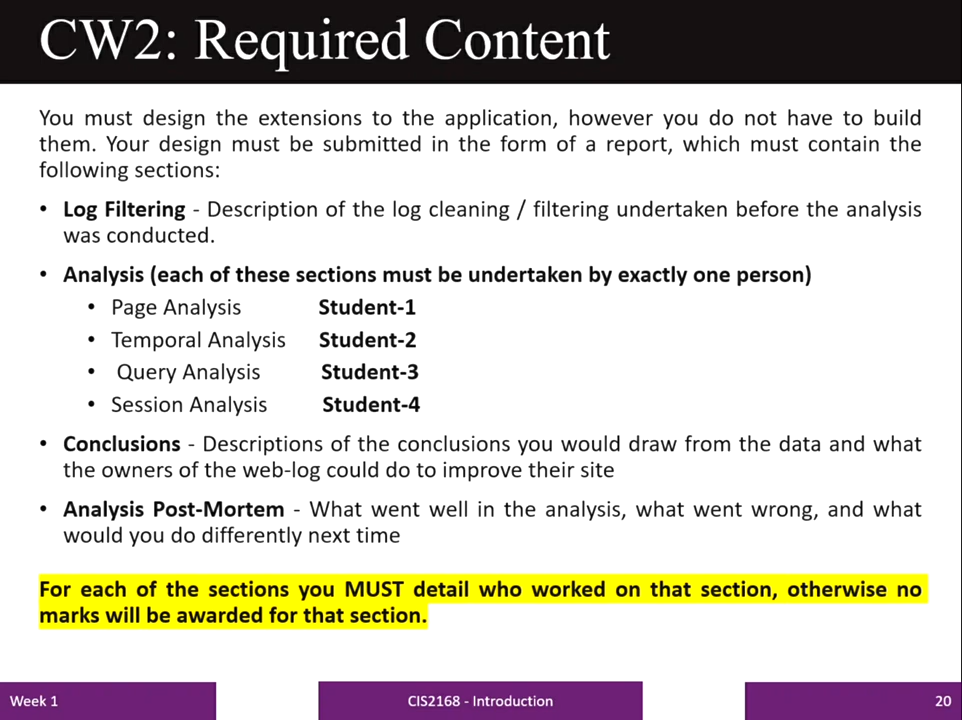 CW2: Required Content
You must design the extensions to the application, however you do not have to build
them. Your design must be submitted in the form of a report, which must contain the
following sections:
• Log Filtering - Description of the log cleaning / filtering undertaken before the analysis
was conducted.
• Analysis (each of these sections must be undertaken by exactly one person)
• Page Analysis Student-1
• Temporal Analysis Student-2
• Query Analysis Student-3
• Session Analysis Student-4
• Conclusions - Descriptions of the conclusions you would draw from the data and what
the owners of the web-log could do to improve their site
• Analysis Post-Mortem - What went well in the analysis, what went wrong, and what
would you do differently next time
For each of the sections you MUST detail who worked on that section, otherwise no
marks will be awarded for that section.
Week 1 CIS2168 - Introduction 20